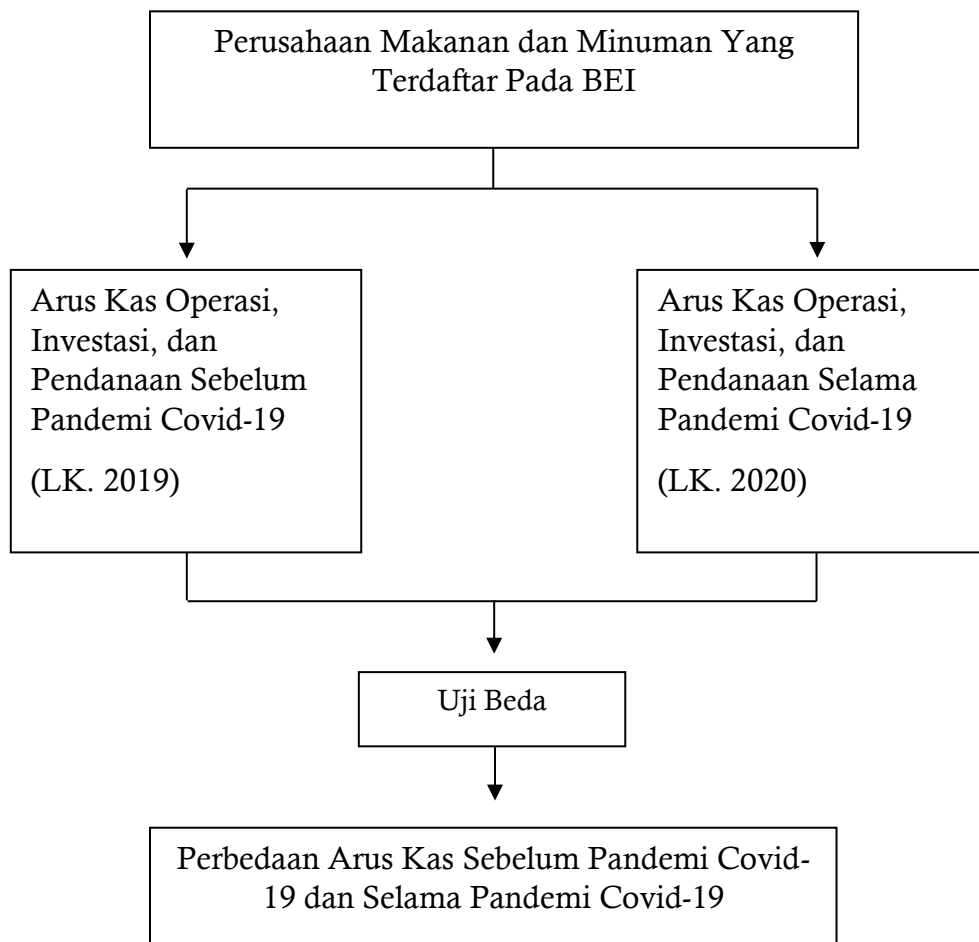 Perusahaan Makanan dan Minuman Yang
Terdaftar Pada BEI
Arus Kas Operasi,
Investasi, dan
Pendanaan Sebelum
Pandemi Covid-19
(LK. 2019)
Arus Kas Operasi,
Investasi, dan
Pendanaan Selama
Pandemi Covid-19
(LK. 2020)
Uji Beda
Perbedaan Arus Kas Sebelum Pandemi Covid-
19 dan Selama Pandemi Covid-19